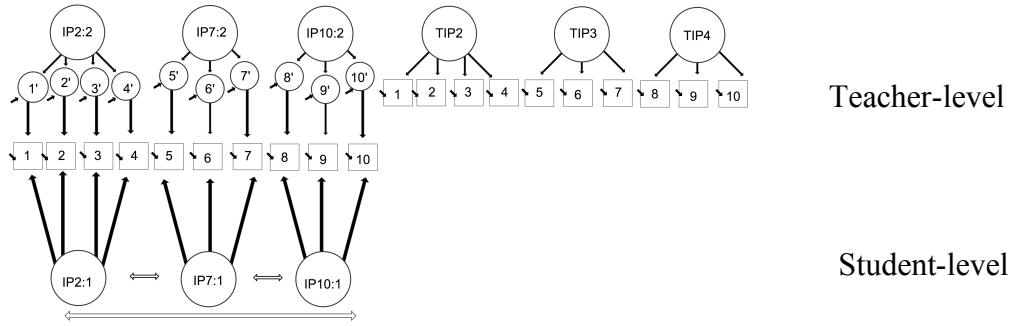 IP2:2 IP7:2 IP10:2 TIP2 TIP3 TIP4
1' 2' 3' 4' 5' 6' 7' 8' 9' 10' 1 2 3 4 5 6 7 8 9 10
Teacher-level
1 2 3 4 5 6 7 8 9 10
IP2:1 IP7:1 IP10:1
Student-level